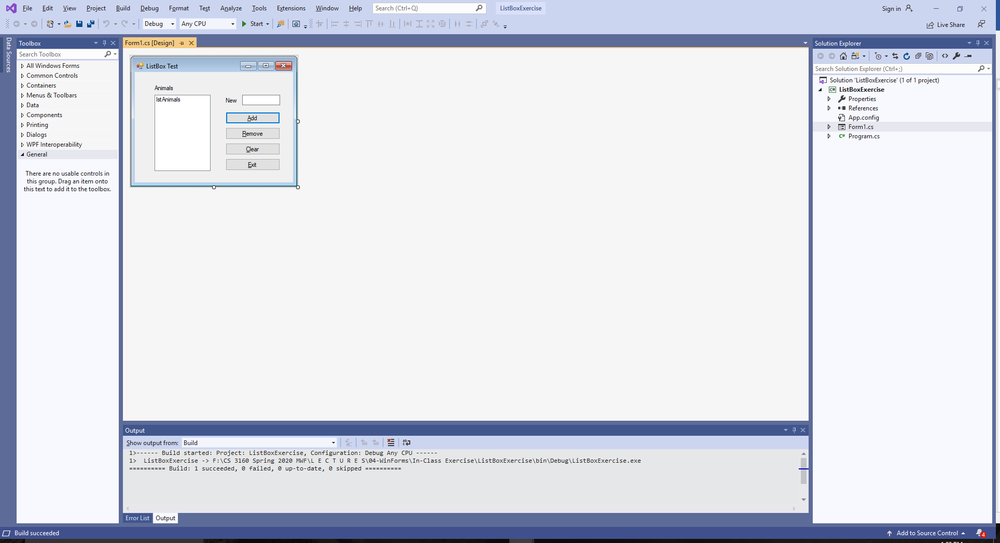 File Edit View Project Build Debug Format Test Analyze Tools Extensions Window Help Search (Ctrl+Q) ListBoxExercise Sign in
Debug Any CPU Start Live Share
Data Sources
Toolbox
Search Toolbox
All Windows Forms
Common Controls
Containers
Menus & Toolbars
Data
Components
Printing
Dialogs
WPF Interoperability
General
There are no usable controls in
this group. Drag an item onto
this text to add it to the toolbox.
Form1.cs [Design]
ListBox Test
Animals
lstAnimals
New
Add
Remove
Clear
Exit
Output
Show output from: Build
1>------ Build started: Project: ListBoxExercise, Configuration: Debug Any CPU ------
1>  ListBoxExercise -> F:\CS 3160 Spring 2020 MWF\L E C T U R E S\04-WinForms\In-Class Exercise\ListBoxExercise\bin\Debug\ListBoxExercise.exe
========== Build: 1 succeeded, 0 failed, 0 up-to-date, 0 skipped ==========
Error List Output
Solution Explorer
Search Solution Explorer (Ctrl+;)
Solution 'ListBoxExercise' (1 of 1 project)
ListBoxExercise
Properties
References
App.config
Form1.cs
Program.cs
Build succeeded
Add to Source Control 4